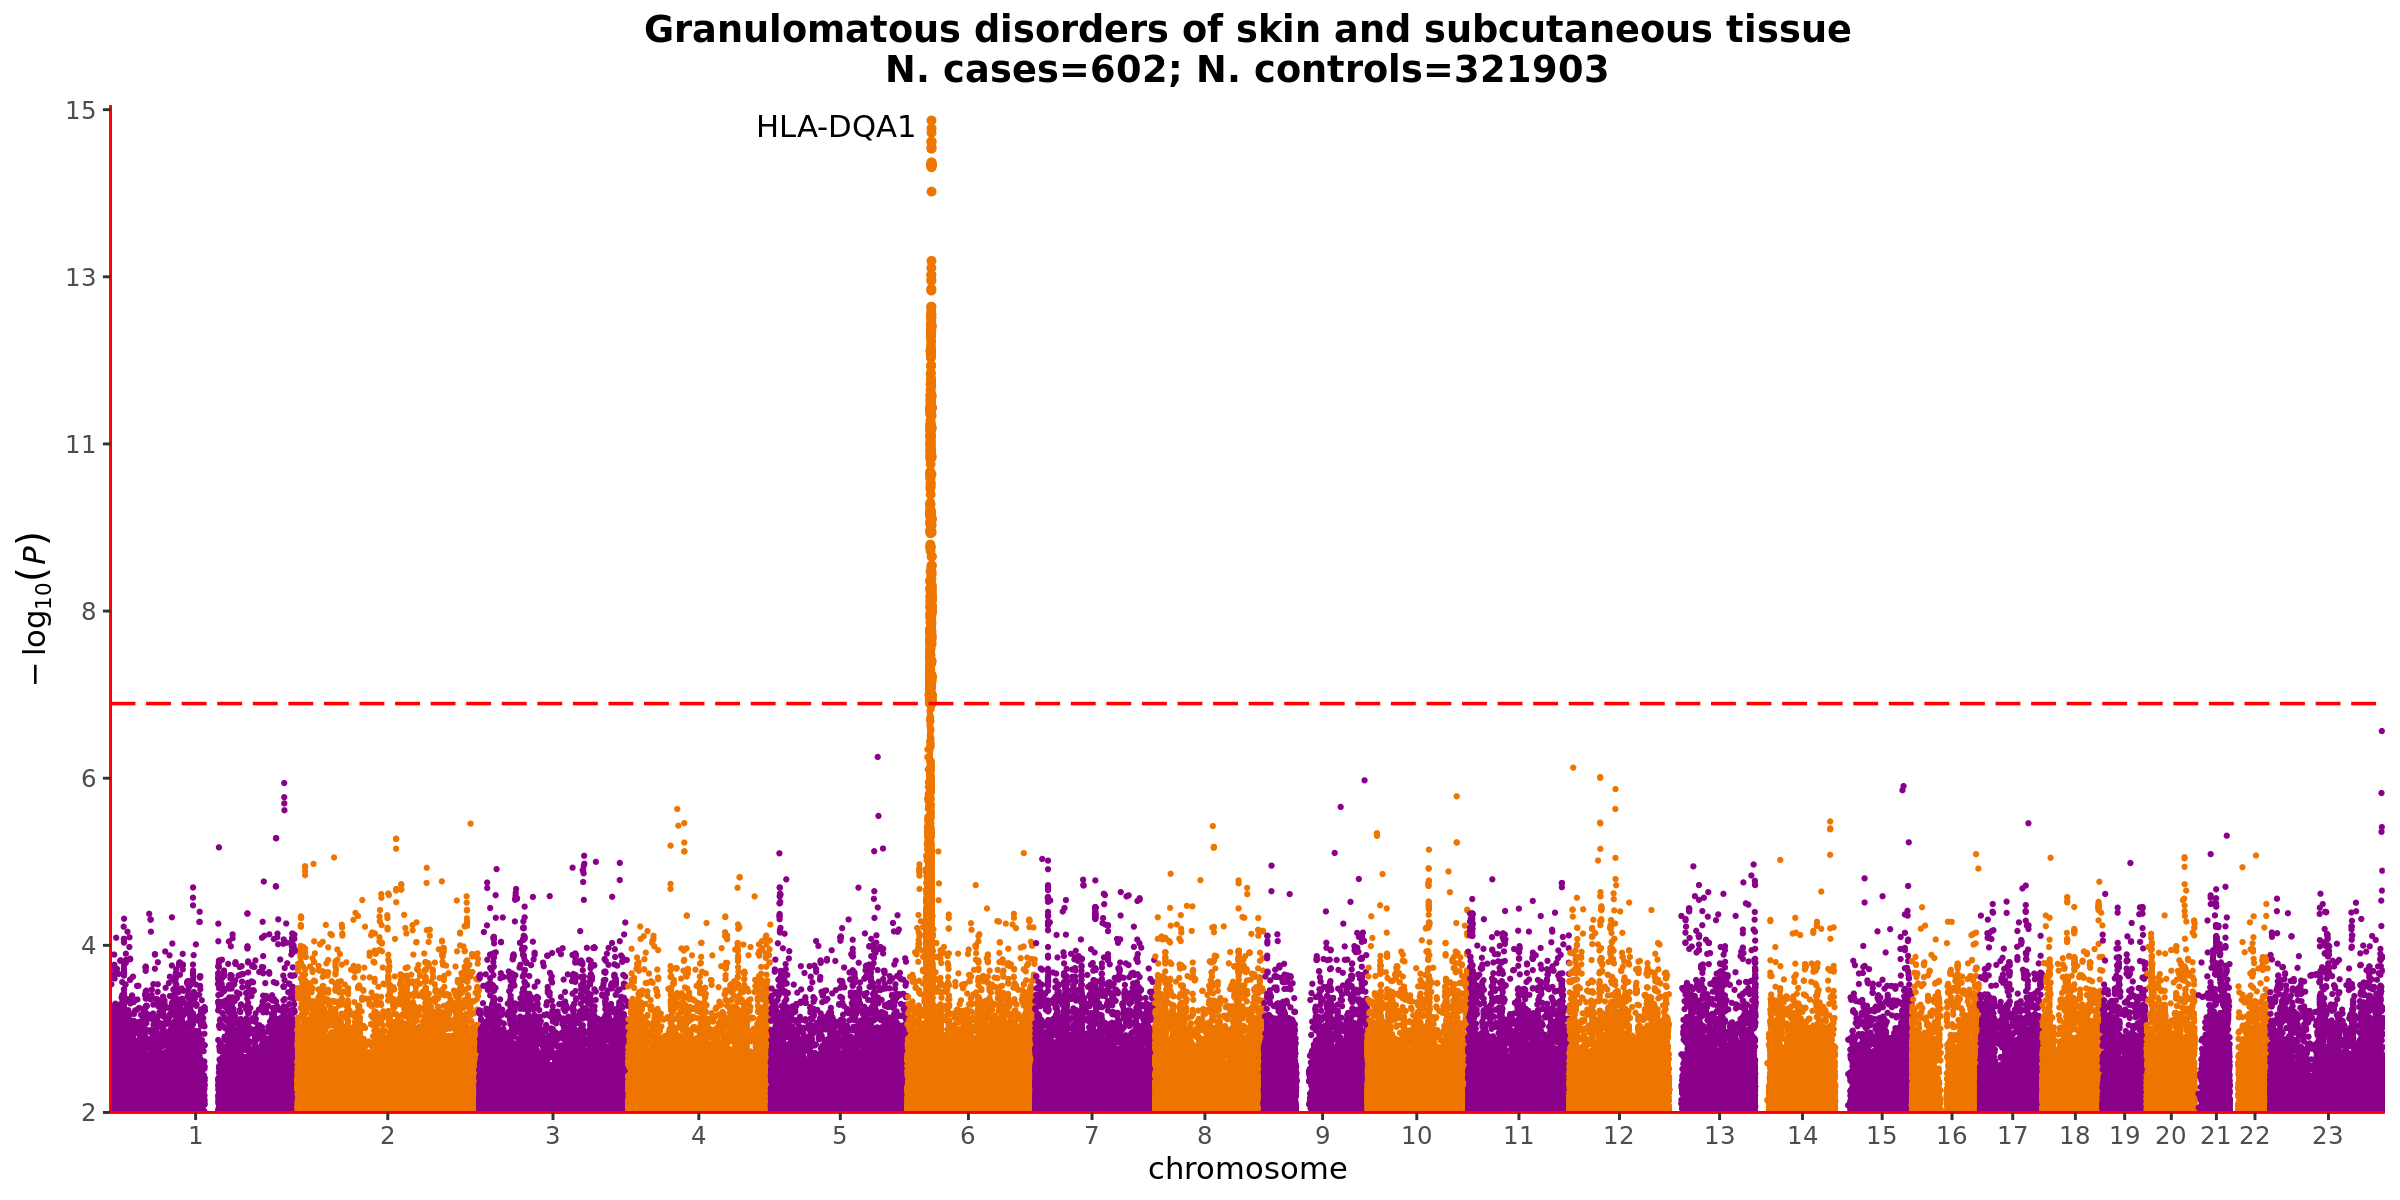 Granulomatous disorders of skin and subcutaneous tissue
N. cases=602; N. controls=321903
HLA-DQA1
−log10(P)
15
13
11
8
6
4
2
1 2 3 4 5 6 7 8 9 10 11 12 13 14 15 16 17 18 19 20 21 22 23
chromosome